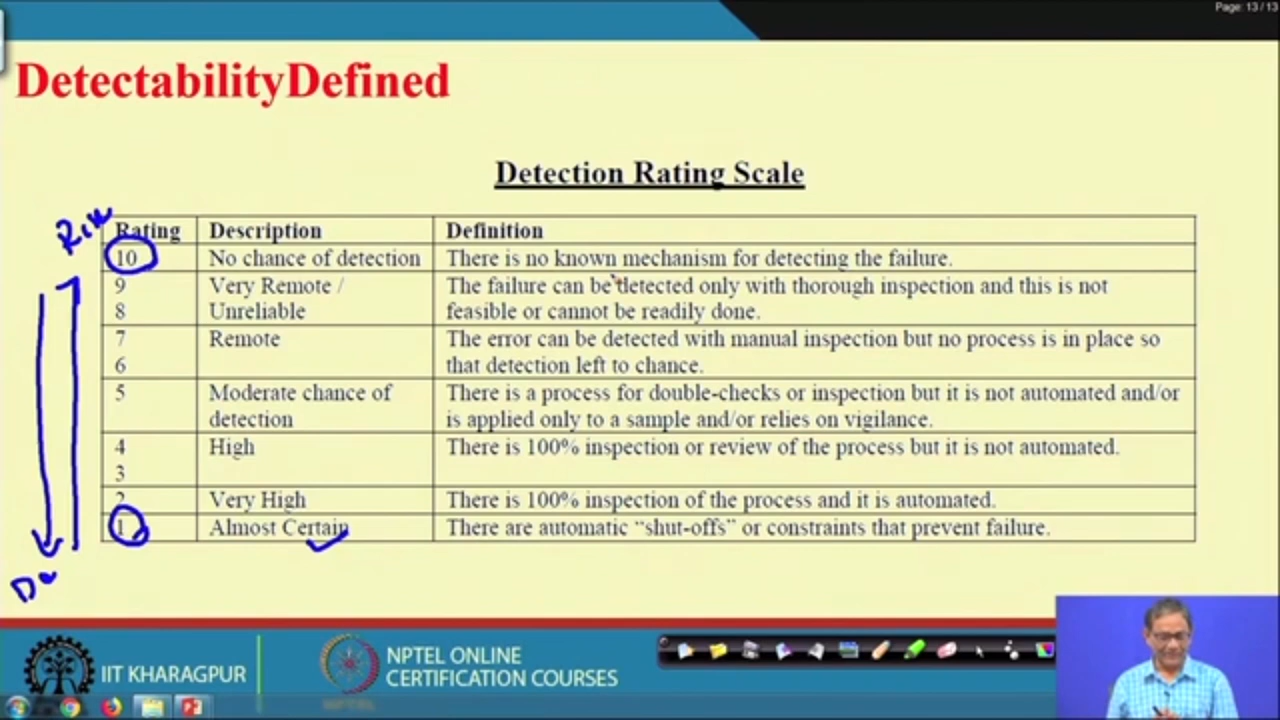 Page: 13 / 13
DetectabilityDefined
Detection Rating Scale
Rating Description Definition
10 No chance of detection There is no known mechanism for detecting the failure.
9 Very Remote / The failure can be detected only with thorough inspection and this is not
8 Unreliable feasible or cannot be readily done.
7 Remote The error can be detected with manual inspection but no process is in place so
6 that detection left to chance.
5 Moderate chance of There is a process for double-checks or inspection but it is not automated and/or
detection is applied only to a sample and/or relies on vigilance.
4 High There is 100% inspection or review of the process but it is not automated.
3
2 Very High There is 100% inspection of the process and it is automated.
1 Almost Certain There are automatic “shut-offs” or constraints that prevent failure.
IIT KHARAGPUR
NPTEL ONLINE
CERTIFICATION COURSES
NPTEL